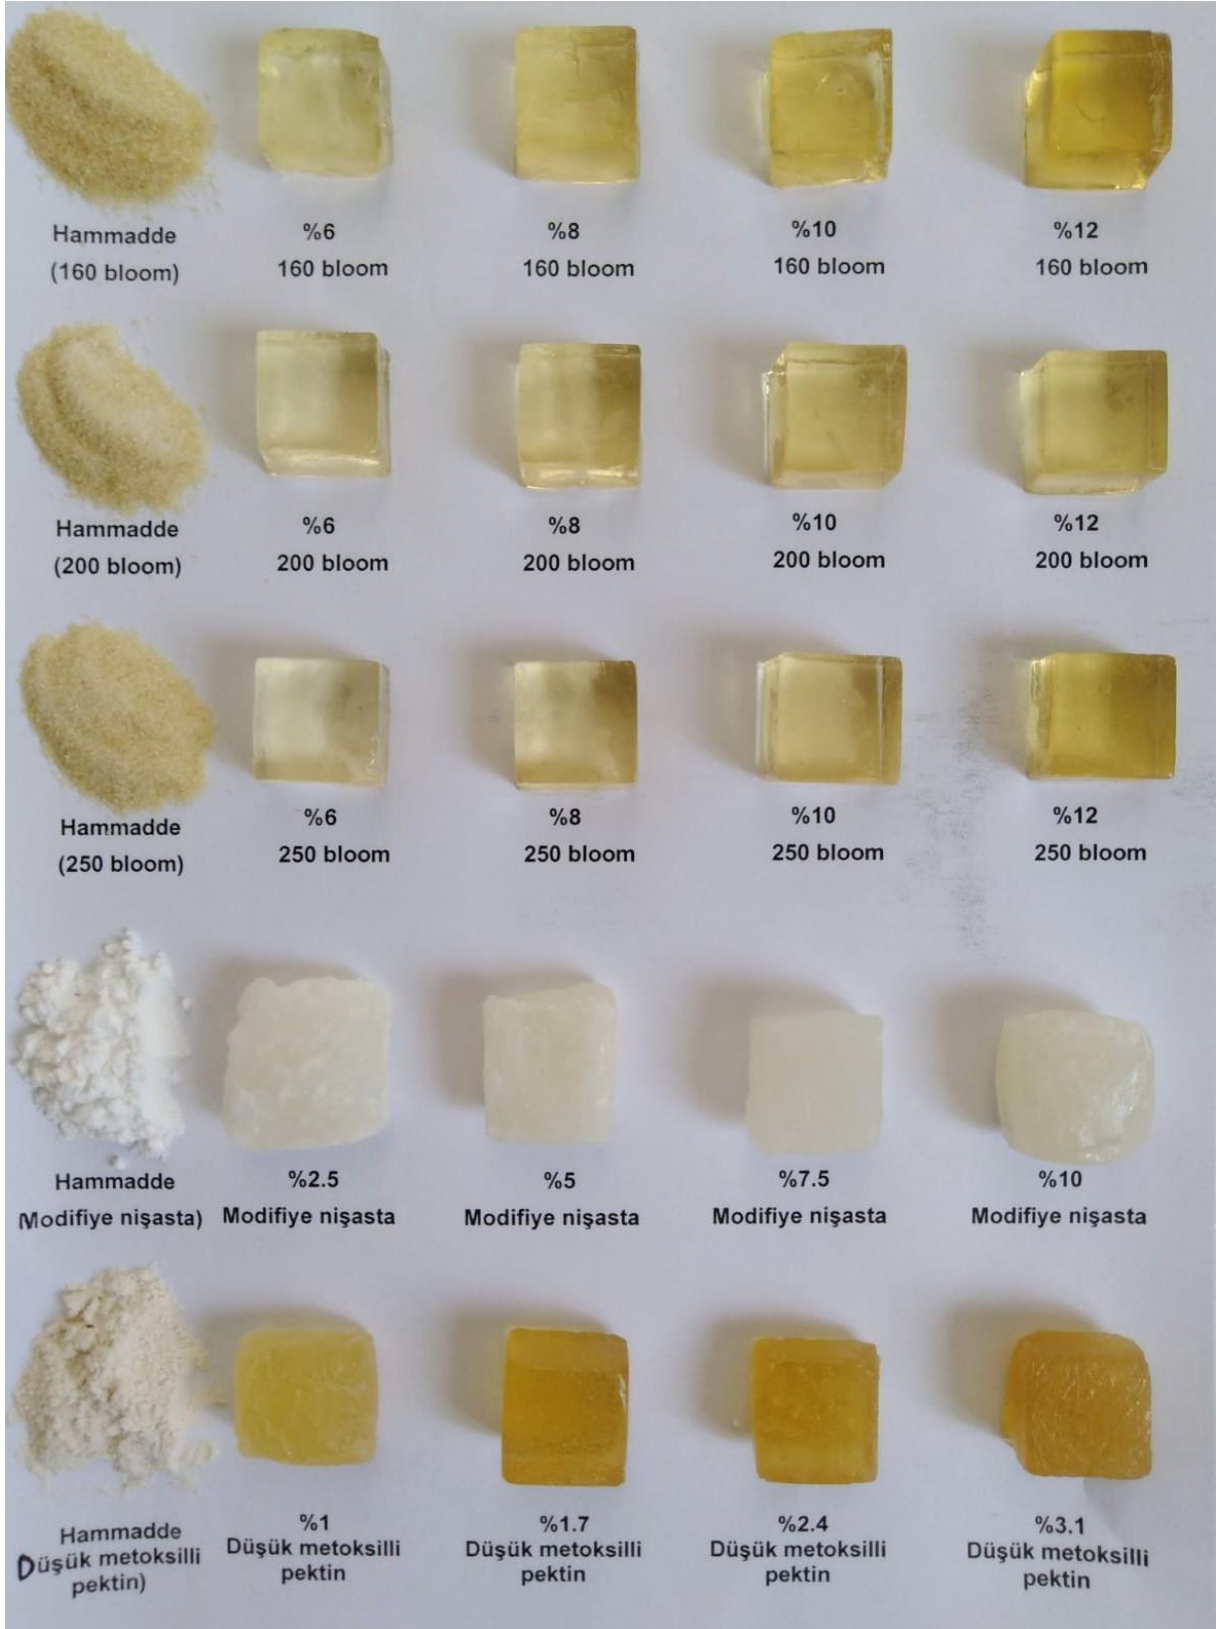 Hammadde
(160 bloom)
%6
160 bloom
%8
160 bloom
%10
160 bloom
%12
160 bloom
Hammadde
(200 bloom)
%6
200 bloom
%8
200 bloom
%10
200 bloom
%12
200 bloom
Hammadde
(250 bloom)
%6
250 bloom
%8
250 bloom
%10
250 bloom
%12
250 bloom
Hammadde
Modifiye nişasta)
%2.5
Modifiye nişasta
%5
Modifiye nişasta
%7.5
Modifiye nişasta
%10
Modifiye nişasta
Hammadde
Düşük metoksilli
pektin)
%1
Düşük metoksilli
pektin
%1.7
Düşük metoksilli
pektin
%2.4
Düşük metoksilli
pektin
%3.1
Düşük metoksilli
pektin